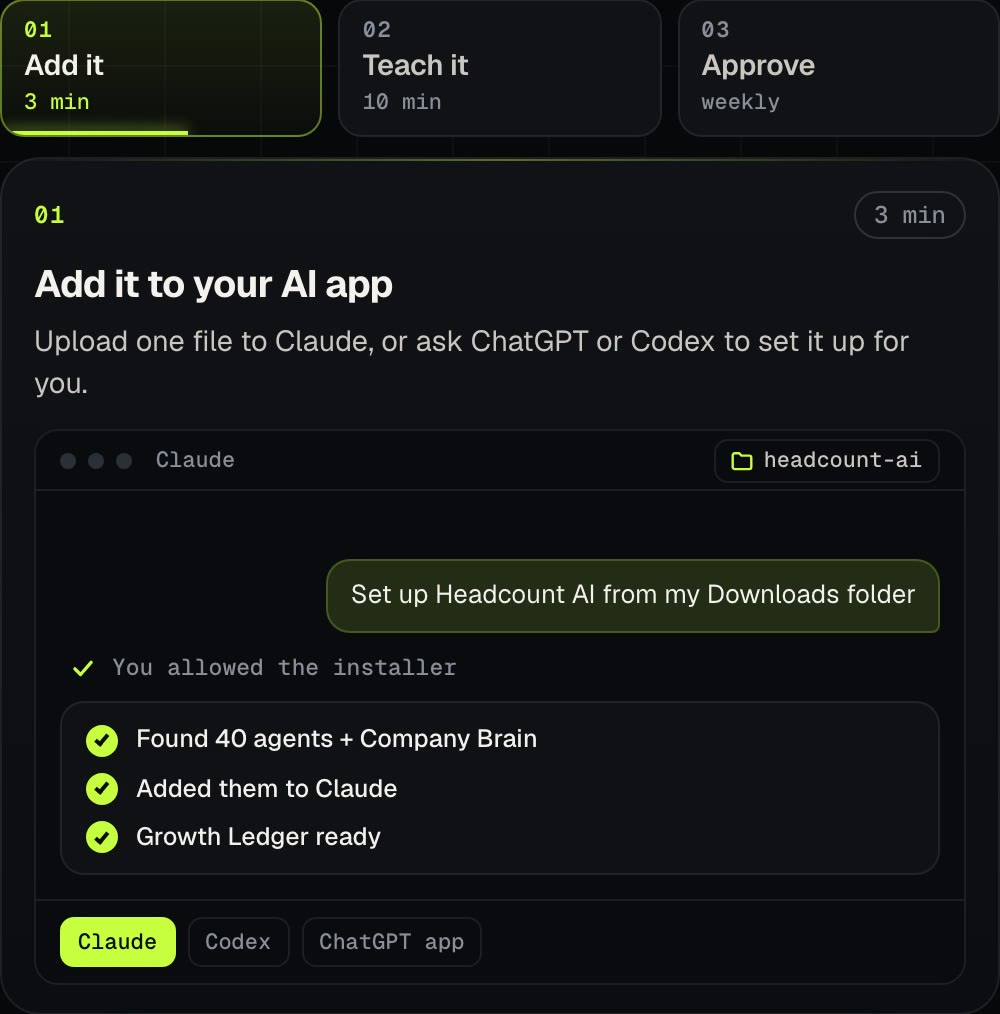 01
Add it
3 min
02
Teach it
10 min
03
Approve
weekly
01
3 min
Add it to your AI app
Upload one file to Claude, or ask ChatGPT or Codex to set it up for
you.
Claude
headcount-ai
Set up Headcount AI from my Downloads folder
You allowed the installer
Found 40 agents + Company Brain
Added them to Claude
Growth Ledger ready
Claude
Codex
ChatGPT app